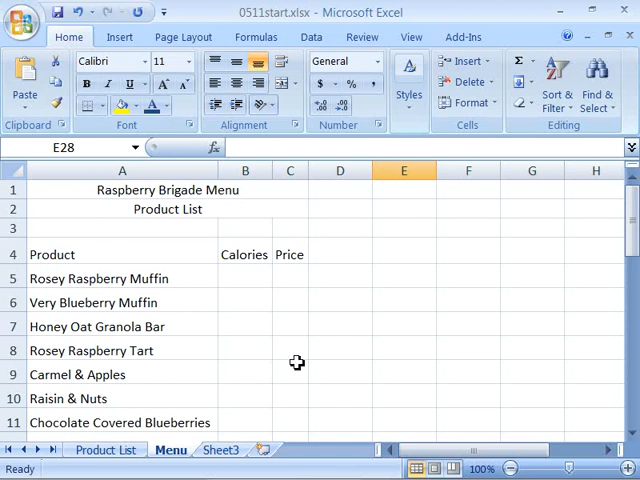 0511start.xlsx - Microsoft Excel
Home Insert Page Layout Formulas Data Review View Add-Ins
Calibri 11 General Insert Σ
Paste B I U A A $ % , Styles Delete Sort & Filter Find & Select
A Format
Clipboard Font Alignment Number Cells Editing
E28 fx
A B C D E F G H
1 Raspberry Brigade Menu
2 Product List
3
4 Product Calories Price
5 Rosey Raspberry Muffin
6 Very Blueberry Muffin
7 Honey Oat Granola Bar
8 Rosey Raspberry Tart
9 Carmel & Apples
10 Raisin & Nuts
11 Chocolate Covered Blueberries
Product List Menu Sheet3
Ready 100%